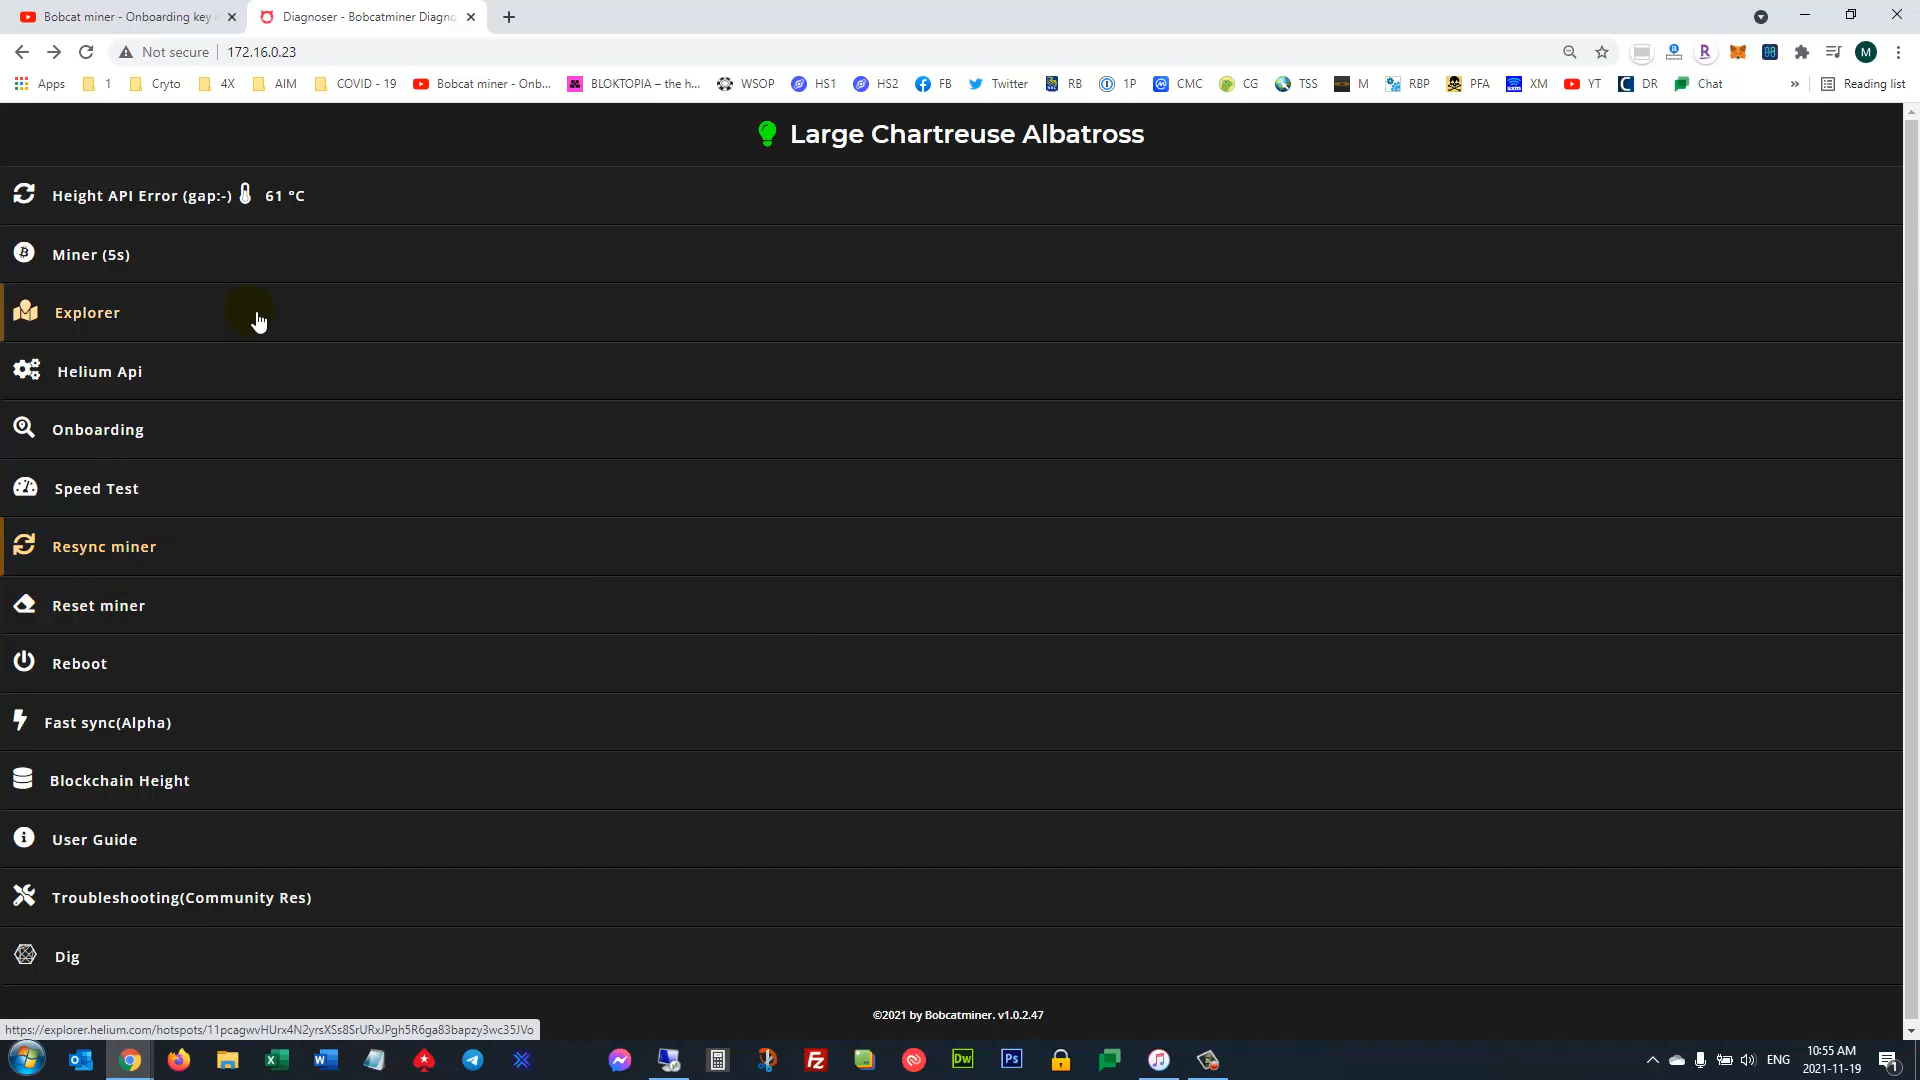 Bobcat miner - Onboarding key
Diagnoser - Bobcatminer Diagno
Not secure
172.16.0.23
Apps
1
Cryto
4X
AIM
COVID - 19
Bobcat miner - Onb...
BLOKTOPIA – the h...
WSOP
HS1
HS2
FB
Twitter
RB
1P
CMC
CG
TSS
M
RBP
PFA
XM
YT
DR
Chat
»
Reading list
Large Chartreuse Albatross
Height API Error (gap:-) 61 °C
Miner (5s)
Explorer
Helium Api
Onboarding
Speed Test
Resync miner
Reset miner
Reboot
Fast sync(Alpha)
Blockchain Height
User Guide
Troubleshooting(Community Res)
Dig
©2021 by Bobcatminer. v1.0.2.47
https://explorer.helium.com/hotspots/11pcagwvHUrx4N2yrsXSs8SrURxJPgh5R6ga83bapzy3wc35JVo
ENG
10:55 AM
2021-11-19